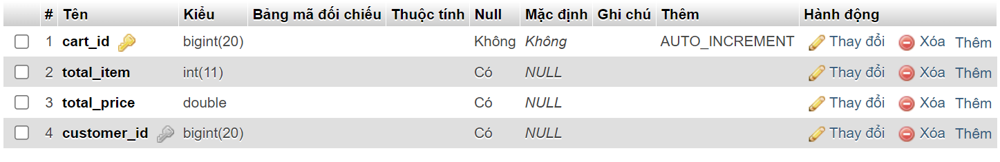 # Tên Kiểu Bảng mã đối chiếu Thuộc tính Null Mặc định Ghi chú Thêm Hành động
1 cart_id bigint(20) Không Không AUTO_INCREMENT Thay đổi Xóa Thêm
2 total_item int(11) Có NULL Thay đổi Xóa Thêm
3 total_price double Có NULL Thay đổi Xóa Thêm
4 customer_id bigint(20) Có NULL Thay đổi Xóa Thêm